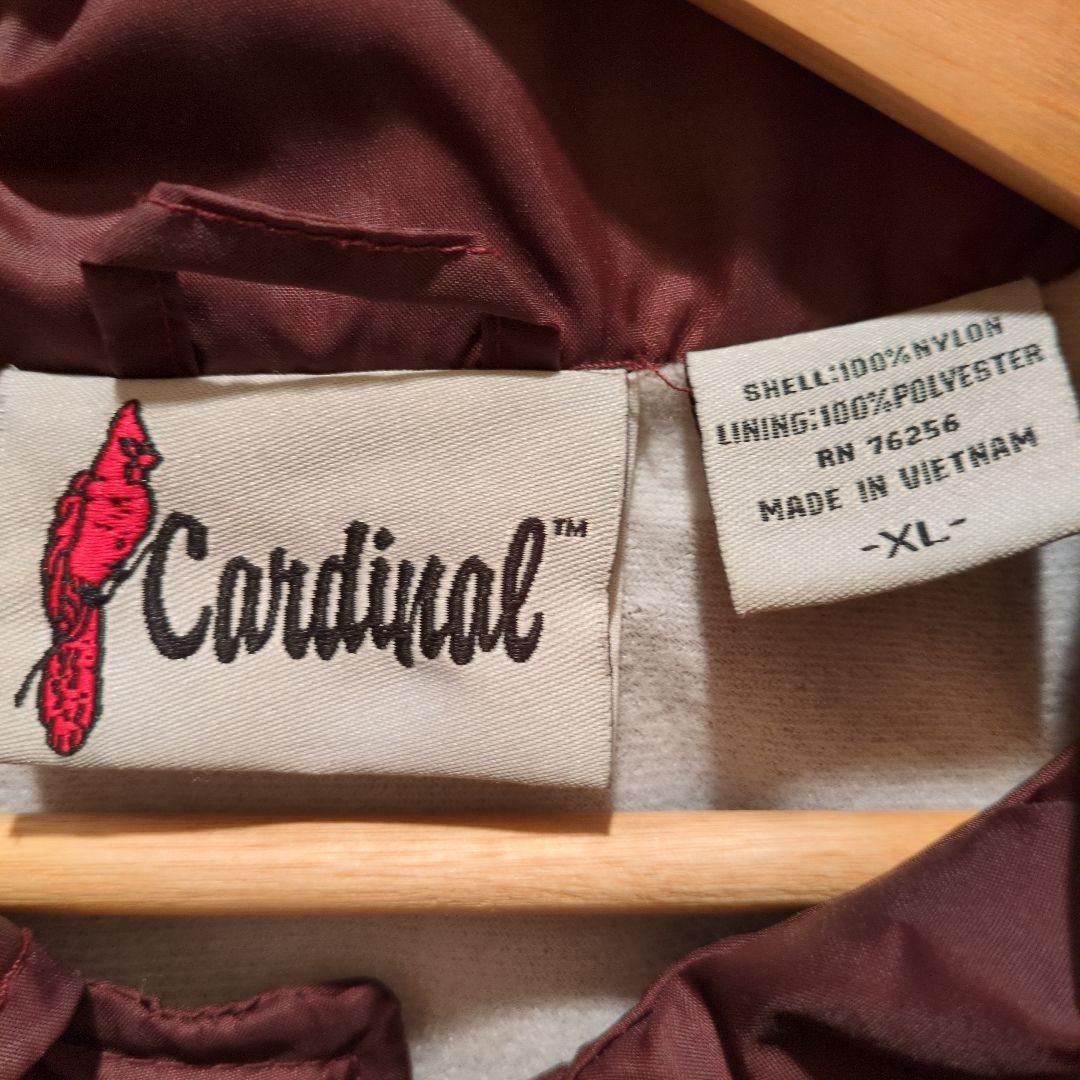 Cardinal™
SHELL:100%NYLON
LINING:100%POLYESTER
RN 76256
MADE IN VIETNAM
-XL-